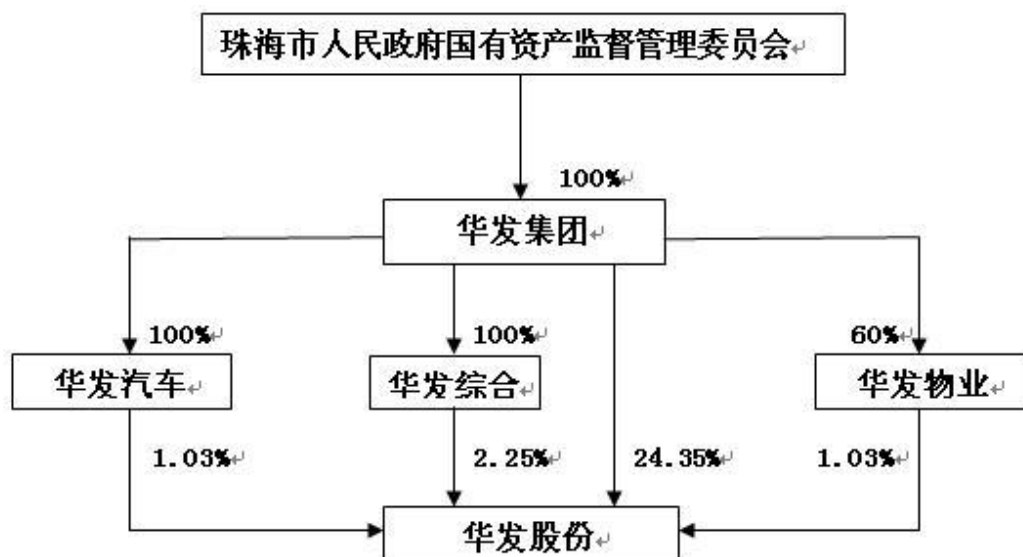 珠海市人民政府国有资产监督管理委员会↵
100%↵
华发集团↵
100%↵
100%↵
60%↵
华发汽车↵
华发综合↵
华发物业↵
1.03%↵
2.25%↵
24.35%↵
1.03%↵
华发股份↵